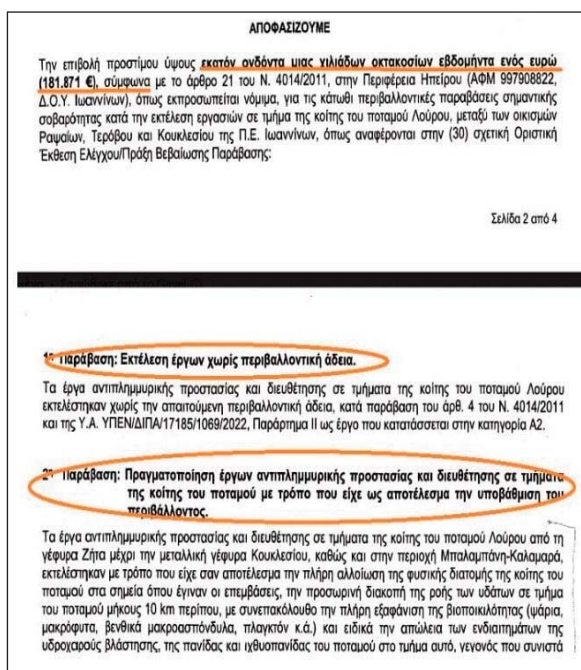 ΑΠΟΦΑΣΙΖΟΥΜΕ
Την επιβολή προστίμου ύψους εκατόν ονδόντα μιας χιλιάδων οκτακοσίων εβδομήντα ενός ευρώ
(181.871 €), σύμφωνα με το άρθρο 21 του Ν. 4014/2011, στην Περιφέρεια Ηπείρου (ΑΦΜ 997908822,
Δ.Ο.Υ. Ιωαννίνων), όπως εκπροσωπείται νόμιμα, για τις κάτωθι περιβαλλοντικές παραβάσεις σημαντικής
σοβαρότητας κατά την εκτέλεση εργασιών σε τμήμα της κοίτης του ποταμού Λούρου, μεταξύ των οικισμών
Ραψαίων, Τερόβου και Κουκλεσίου της Π.Ε. Ιωαννίνων, όπως αναφέρονται στην (30) σχετική Οριστική
Έκθεση Ελέγχου/Πράξη Βεβαίωσης Παράβασης:
Σελίδα 2 από 4
1η Παράβαση: Εκτέλεση έργων χωρίς περιβαλλοντική άδεια.
Τα έργα αντιπλημμυρικής προστασίας και διευθέτησης σε τμήματα της κοίτης του ποταμού Λούρου
εκτελέστηκαν χωρίς την απαιτούμενη περιβαλλοντική άδεια, κατά παράβαση του άρθ. 4 του Ν. 4014/2011
και της Υ.Α. ΥΠΕΝ/ΔΙΠΑ/17185/1069/2022, Παράρτημα ΙΙ ως έργο που κατατάσσεται στην κατηγορία Α2.
2η Παράβαση: Πραγματοποίηση έργων αντιπλημμυρικής προστασίας και διευθέτησης σε τμήματα
της κοίτης του ποταμού με τρόπο που είχε ως αποτέλεσμα την υποβάθμιση του
περιβάλλοντος.
Τα έργα αντιπλημμυρικής προστασίας και διευθέτησης σε τμήματα της κοίτης του ποταμού Λούρου από τη
γέφυρα Ζήτα μέχρι την μεταλλική γέφυρα Κουκλεσίου, καθώς και στην περιοχή Μπαλαμπάνη-Καλαμαρά,
εκτελέστηκαν με τρόπο που είχε σαν αποτέλεσμα την πλήρη αλλοίωση της φυσικής διατομής της κοίτης του
ποταμού στα σημεία όπου έγιναν οι επεμβάσεις, την προσωρινή διακοπή της ροής των υδάτων σε τμήμα
του ποταμού μήκους 10 km περίπου, με συνεπακόλουθο την πλήρη εξαφάνιση της βιοποικιλότητας (ψάρια,
μακρόφυτα, βενθικά μακροασπόνδυλα, πλαγκτόν κ.ά.) και ειδικά την απώλεια των ενδιαιτημάτων της
υδροχαρούς βλάστησης, της πανίδας και ιχθυοπανίδας του ποταμού στο τμήμα αυτό, γεγονός που συνιστά